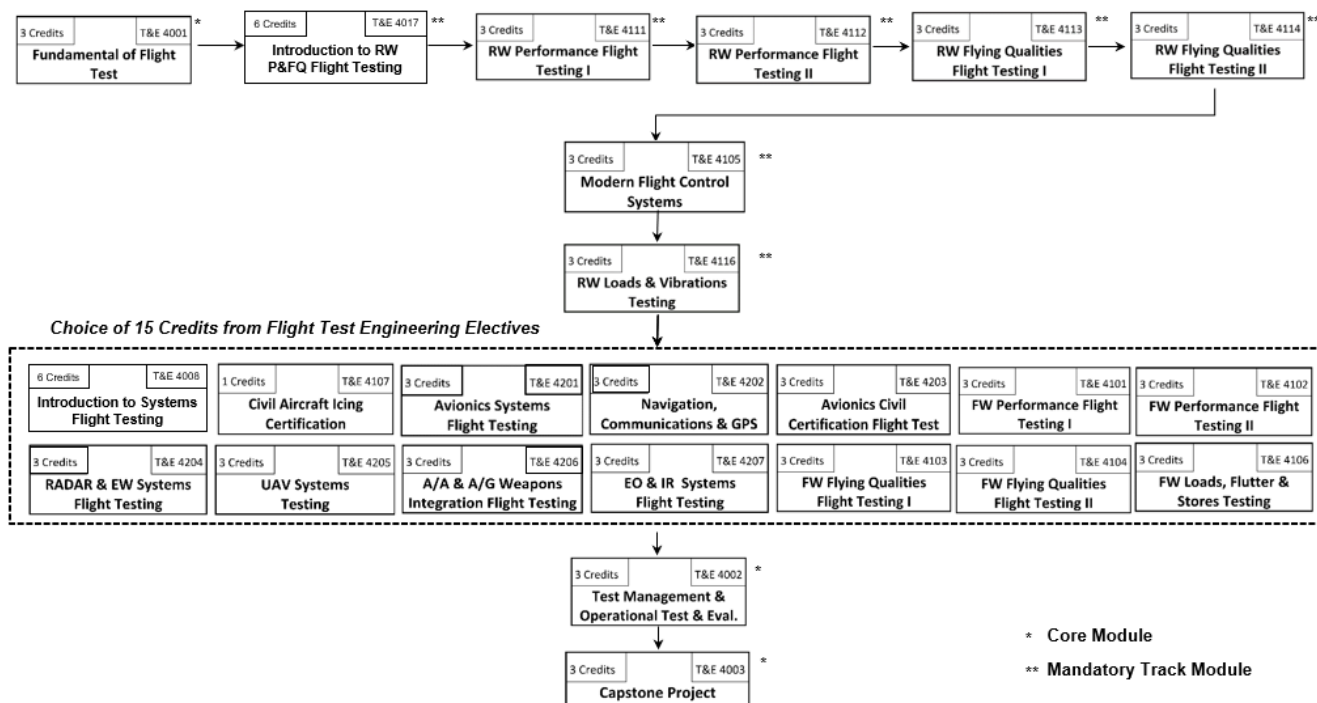 3 Credits T&E 4001 *
Fundamental of Flight
Test
6 Credits T&E 4017 **
Introduction to RW
P&FQ Flight Testing
3 Credits T&E 4111 **
RW Performance Flight
Testing I
3 Credits T&E 4112 **
RW Performance Flight
Testing II
3 Credits T&E 4113 **
RW Flying Qualities
Flight Testing I
3 Credits T&E 4114 **
RW Flying Qualities
Flight Testing II
3 Credits T&E 4105 **
Modern Flight Control
Systems
3 Credits T&E 4116 **
RW Loads & Vibrations
Testing
Choice of 15 Credits from Flight Test Engineering Electives
6 Credits T&E 4008
Introduction to Systems
Flight Testing
1 Credits T&E 4107
Civil Aircraft Icing
Certification
3 Credits T&E 4201
Avionics Systems
Flight Testing
3 Credits T&E 4202
Navigation,
Communications & GPS
3 Credits T&E 4203
Avionics Civil
Certification Flight Test
3 Credits T&E 4101
FW Performance Flight
Testing I
3 Credits T&E 4102
FW Performance Flight
Testing II
3 Credits T&E 4204
RADAR & EW Systems
Flight Testing
3 Credits T&E 4205
UAV Systems
Testing
3 Credits T&E 4206
A/A & A/G Weapons
Integration Flight Testing
3 Credits T&E 4207
EO & IR Systems
Flight Testing
3 Credits T&E 4103
FW Flying Qualities
Flight Testing I
3 Credits T&E 4104
FW Flying Qualities
Flight Testing II
3 Credits T&E 4106
FW Loads, Flutter &
Stores Testing
3 Credits T&E 4002 *
Test Management &
Operational Test & Eval.
3 Credits T&E 4003 *
Capstone Project
* Core Module
** Mandatory Track Module